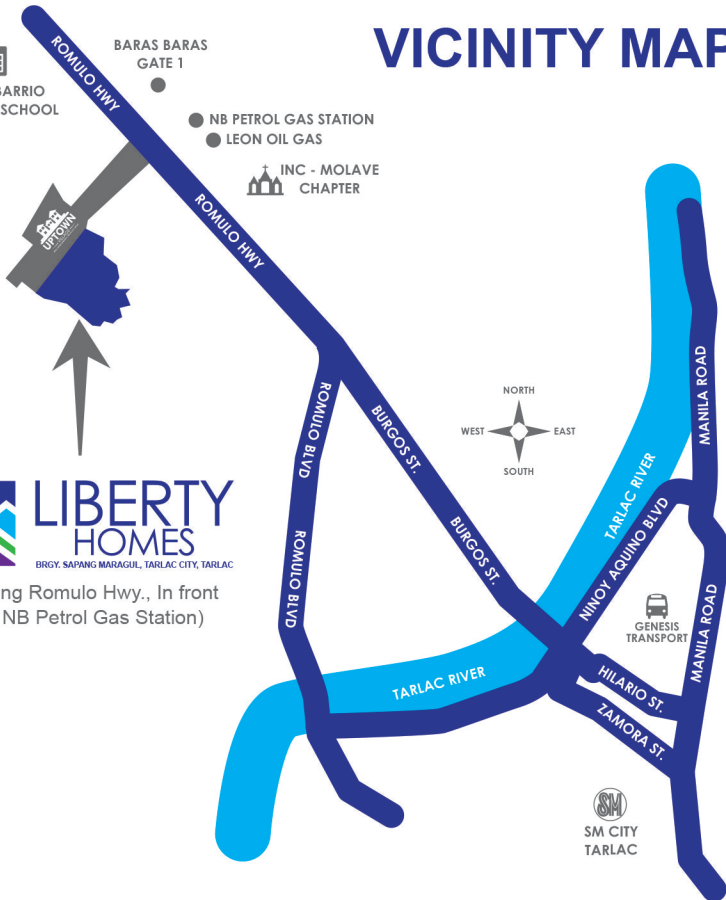 VICINITY MAP
BARAS BARAS
GATE 1
ROMULO HWY
BARRIO
SCHOOL
NB PETROL GAS STATION
LEON OIL GAS
INC - MOLAVE
CHAPTER
ROMULO HWY
UPTOWN
MANILA ROAD
NORTH
WEST
EAST
SOUTH
ROMULO BLVD
BURGOS ST.
TARLAC RIVER
NINOY AQUINO BLVD
LIBERTY
HOMES
BRGY. SAPANG MARAGUL, TARLAC CITY, TARLAC
ng Romulo Hwy., In front
NB Petrol Gas Station)
ROMULO BLVD
BURGOS ST.
GENESIS
TRANSPORT
MANILA ROAD
TARLAC RIVER
HILARIO ST.
ZAMORA ST.
SM
SM CITY
TARLAC